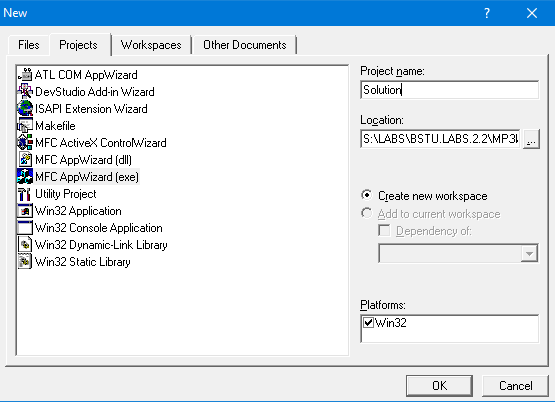 New
Files
Projects
Workspaces
Other Documents
ATL COM AppWizard
DevStudio Add-in Wizard
ISAPI Extension Wizard
Makefile
MFC ActiveX ControlWizard
MFC AppWizard (dll)
MFC AppWizard (exe)
Utility Project
Win32 Application
Win32 Console Application
Win32 Dynamic-Link Library
Win32 Static Library
Project name:
Solution
Location:
S:\LABS\BSTU.LABS.2.2\MP3\
...
Create new workspace
Add to current workspace
Dependency of:
Platforms:
Win32
OK
Cancel